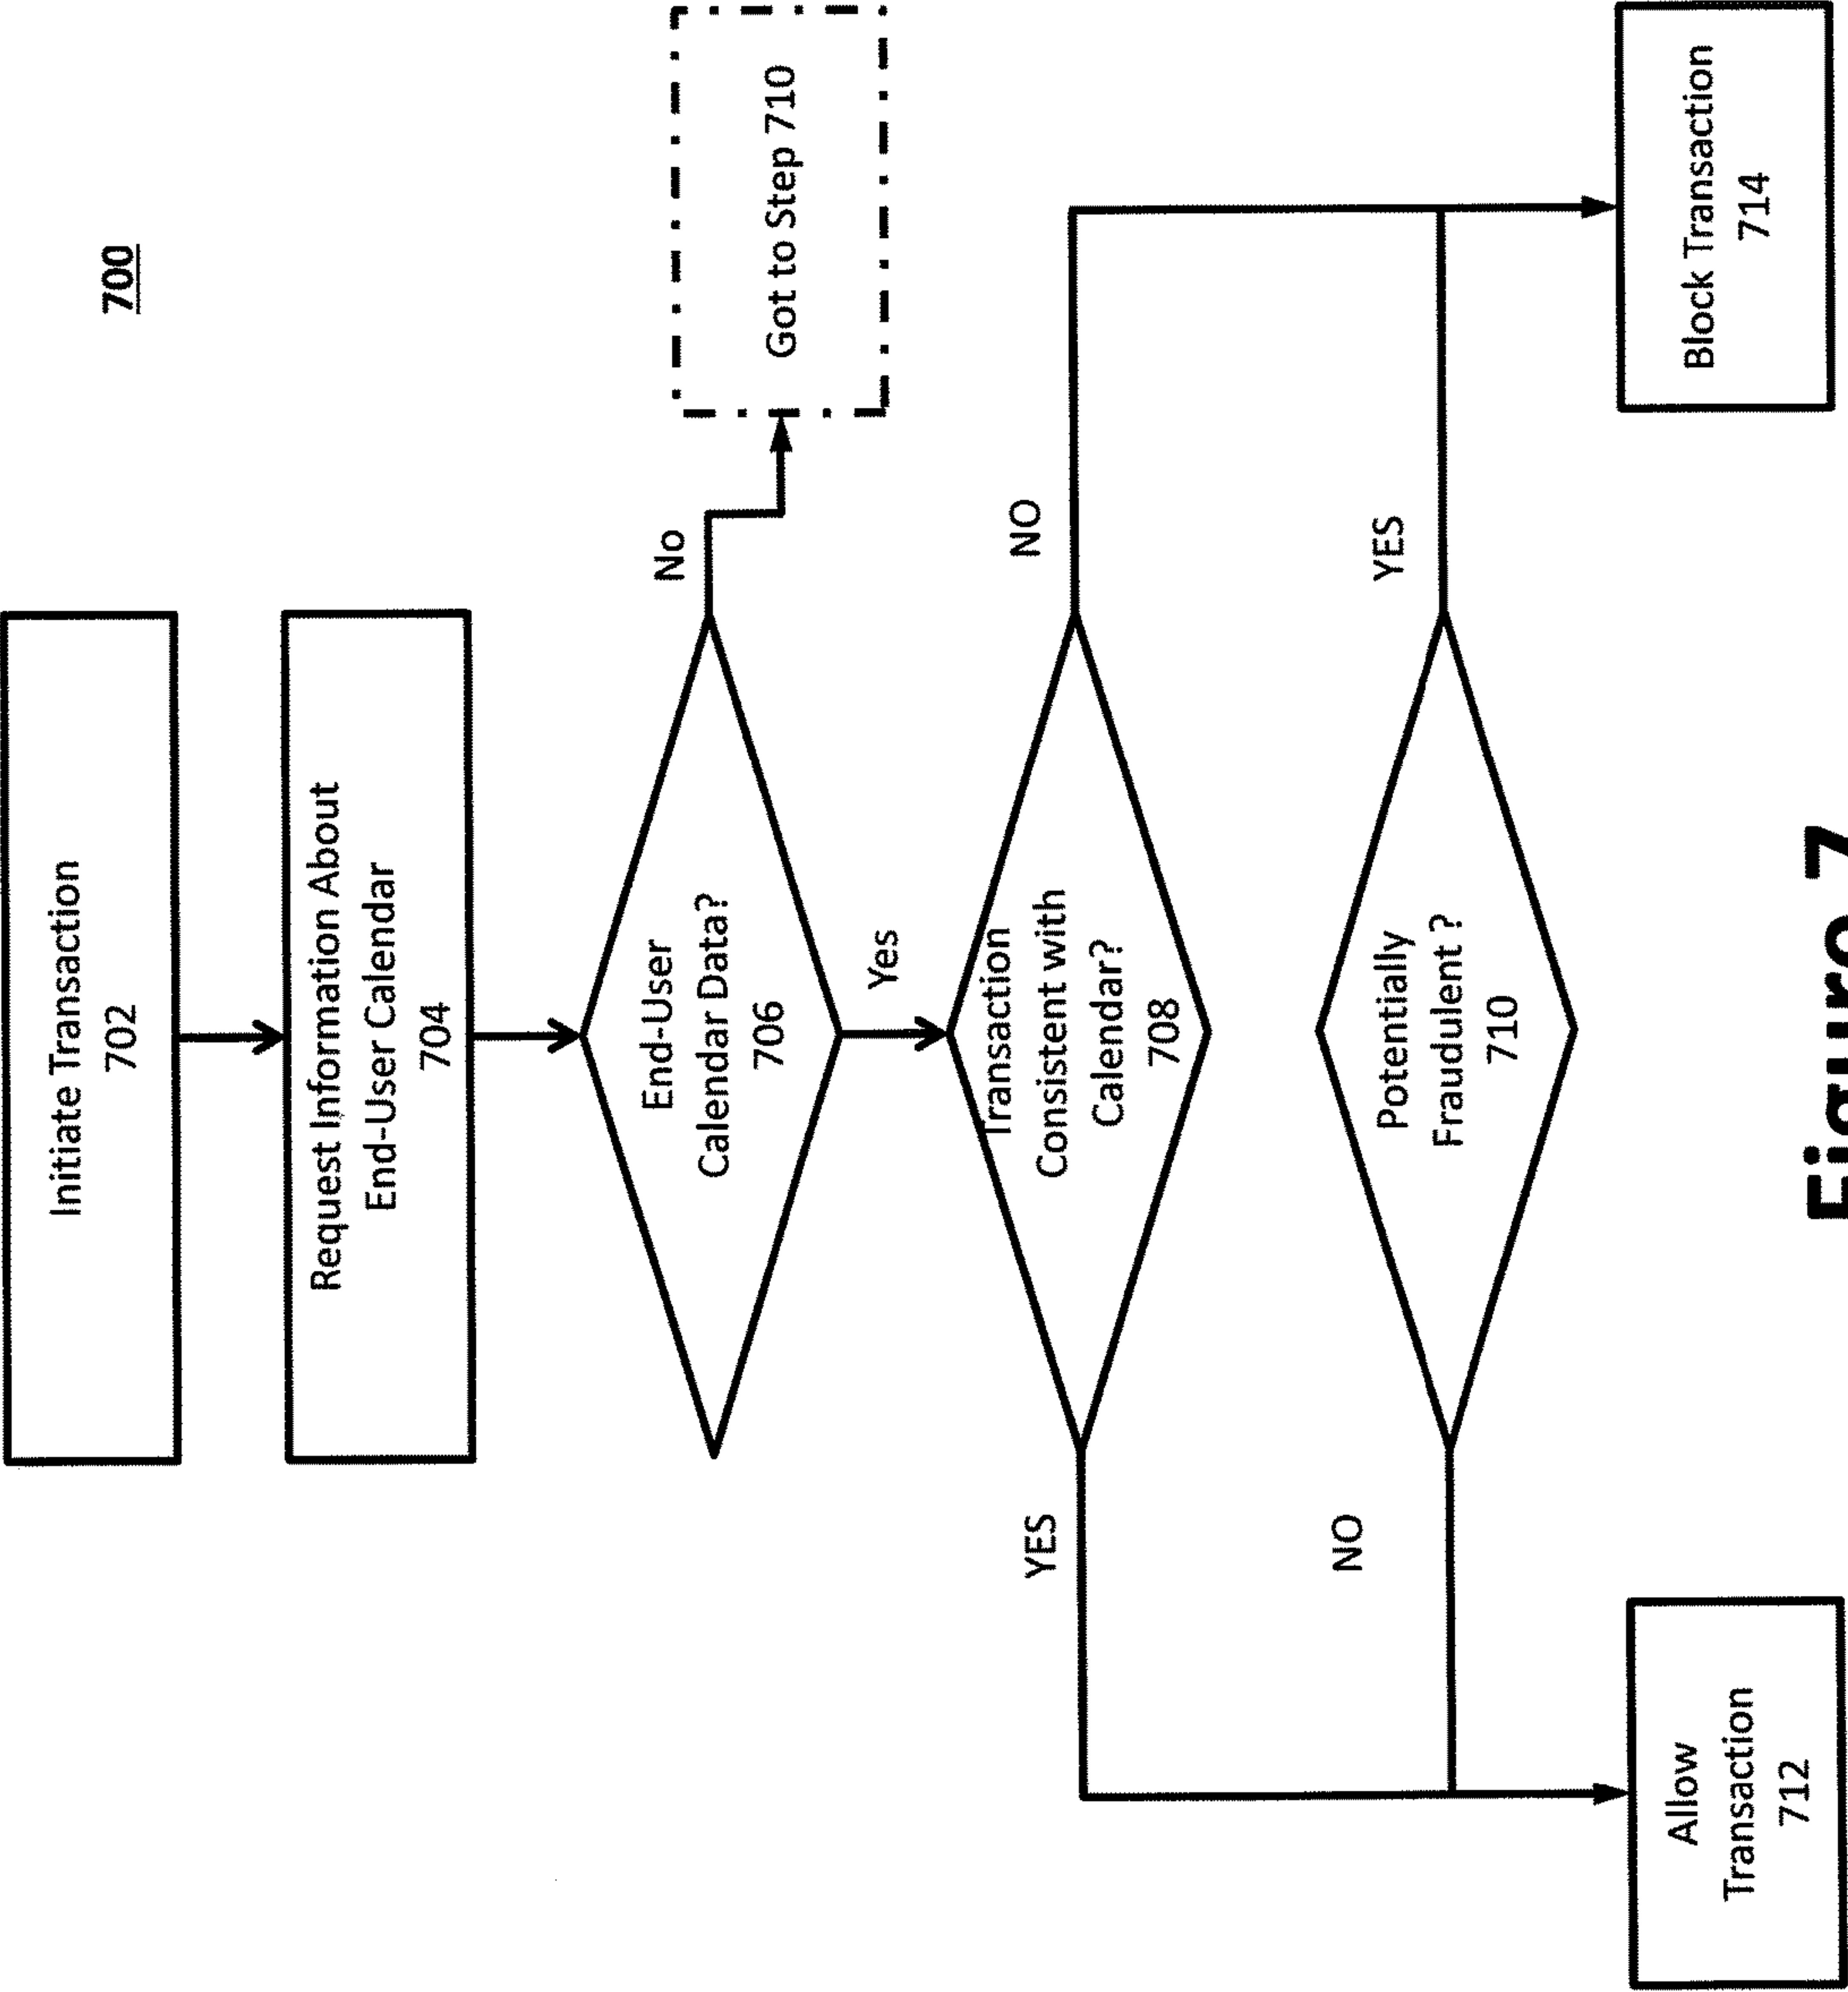 700
Initiate Transaction
702
Request Information About
End-User Calendar
704
End-User
Calendar Data?
706
No
Got to Step 710
Yes
Transaction
Consistent with
Calendar?
708
YES
NO
Potentially
Fraudulent ?
710
NO
YES
Allow
Transaction
712
Block Transaction
714
Figure 7